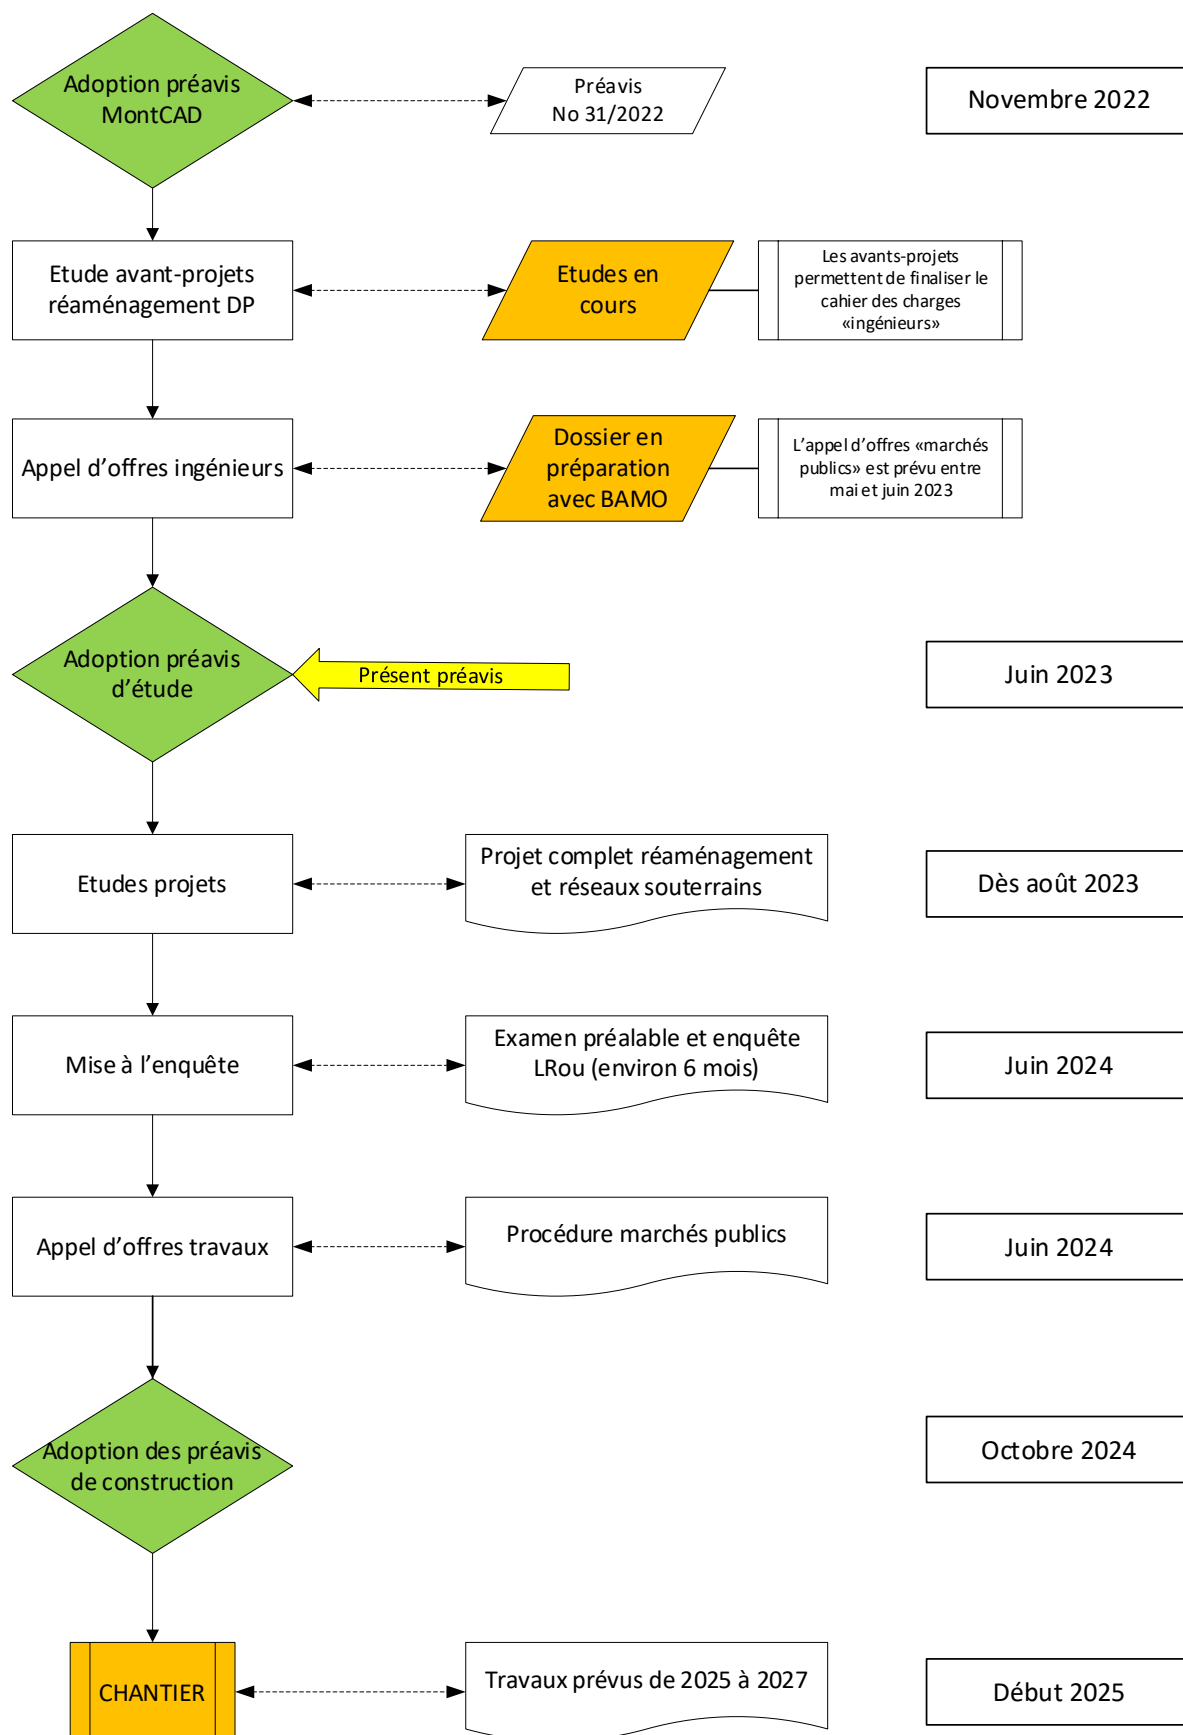 Adoption préavis
MontCAD
Préavis
No 31/2022
Novembre 2022
Etude avant-projets
réaménagement DP
Etudes en
cours
Les avants-projets
permettent de finaliser le
cahier des charges
«ingénieurs»
Appel d’offres ingénieurs
Dossier en
préparation
avec BAMO
L’appel d’offres «marchés
publics» est prévu entre
mai et juin 2023
Adoption préavis
d’étude
Présent préavis
Juin 2023
Etudes projets
Projet complet réaménagement
et réseaux souterrains
Dès août 2023
Mise à l’enquête
Examen préalable et enquête
LRou (environ 6 mois)
Juin 2024
Appel d’offres travaux
Procédure marchés publics
Juin 2024
Adoption des préavis
de construction
Octobre 2024
CHANTIER
Travaux prévus de 2025 à 2027
Début 2025